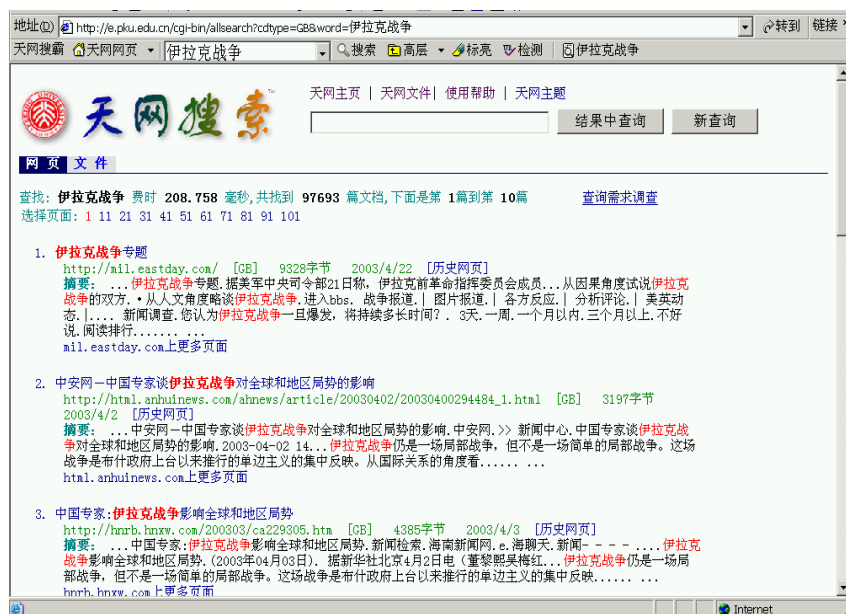 地址(D) http://e.pku.edu.cn/cgi-bin/allsearch?cdtype=GB&word=伊拉克战争 转到 链接 »
天网搜霸 天网网页 伊拉克战争 搜索 高层 标亮 检测 伊拉克战争
天网搜索™
天网主页 | 天网文件| 使用帮助 | 天网主题
结果中查询 新查询
网 页 文 件
查找: 伊拉克战争 费时 208.758 毫秒,共找到 97693 篇文档,下面是第 1篇到第 10篇 查询需求调查
选择页面: 1 11 21 31 41 51 61 71 81 91 101
1. 伊拉克战争专题
http://mil.eastday.com/ [GB] 9328字节 2003/4/22 [历史网页]
摘要: ...伊拉克战争专题.据美军中央司令部21日称, 伊拉克前革命指挥委员会成员...从因果角度试说伊拉克
战争的双方.·从人文角度略谈伊拉克战争.进入bbs. 战争报道.| 图片报道.| 各方反应.| 分析评论.| 美英动
态.|.... 新闻调查.您认为伊拉克战争一旦爆发, 将持续多长时间?. 3天.一周.一个月以内.三个月以上.不好
说.阅读排行....... ...
mil.eastday.com上更多页面
2. 中安网－中国专家谈伊拉克战争对全球和地区局势的影响
http://html.anhuinews.com/ahnews/article/20030402/20030400294484_1.html [GB] 3197字节
2003/4/2 [历史网页]
摘要: ...中安网－中国专家谈伊拉克战争对全球和地区局势的影响.中安网.>> 新闻中心.中国专家谈伊拉克战
争对全球和地区局势的影响.2003-04-02 14...伊拉克战争仍是一场局部战争, 但不是一场简单的局部战争。这场
战争是布什政府上台以来推行的单边主义的集中反映。从国际关系的角度看...... ...
html.anhuinews.com上更多页面
3. 中国专家:伊拉克战争影响全球和地区局势
http://hnrb.hnxw.com/200303/ca229305.htm [GB] 4385字节 2003/4/3 [历史网页]
摘要: ...中国专家:伊拉克战争影响全球和地区局势.新闻检索.海南新闻网.e.海聊天.新闻- - - - ....伊拉克
战争影响全球和地区局势.(2003年04月03日). 据新华社北京4月2日电 (董黎熙吴梅红...伊拉克战争仍是一场局
部战争, 但不是一场简单的局部战争。这场战争是布什政府上台以来推行的单边主义的集中反映...... ...
hnrb.hnxw.com上更多页面
Internet